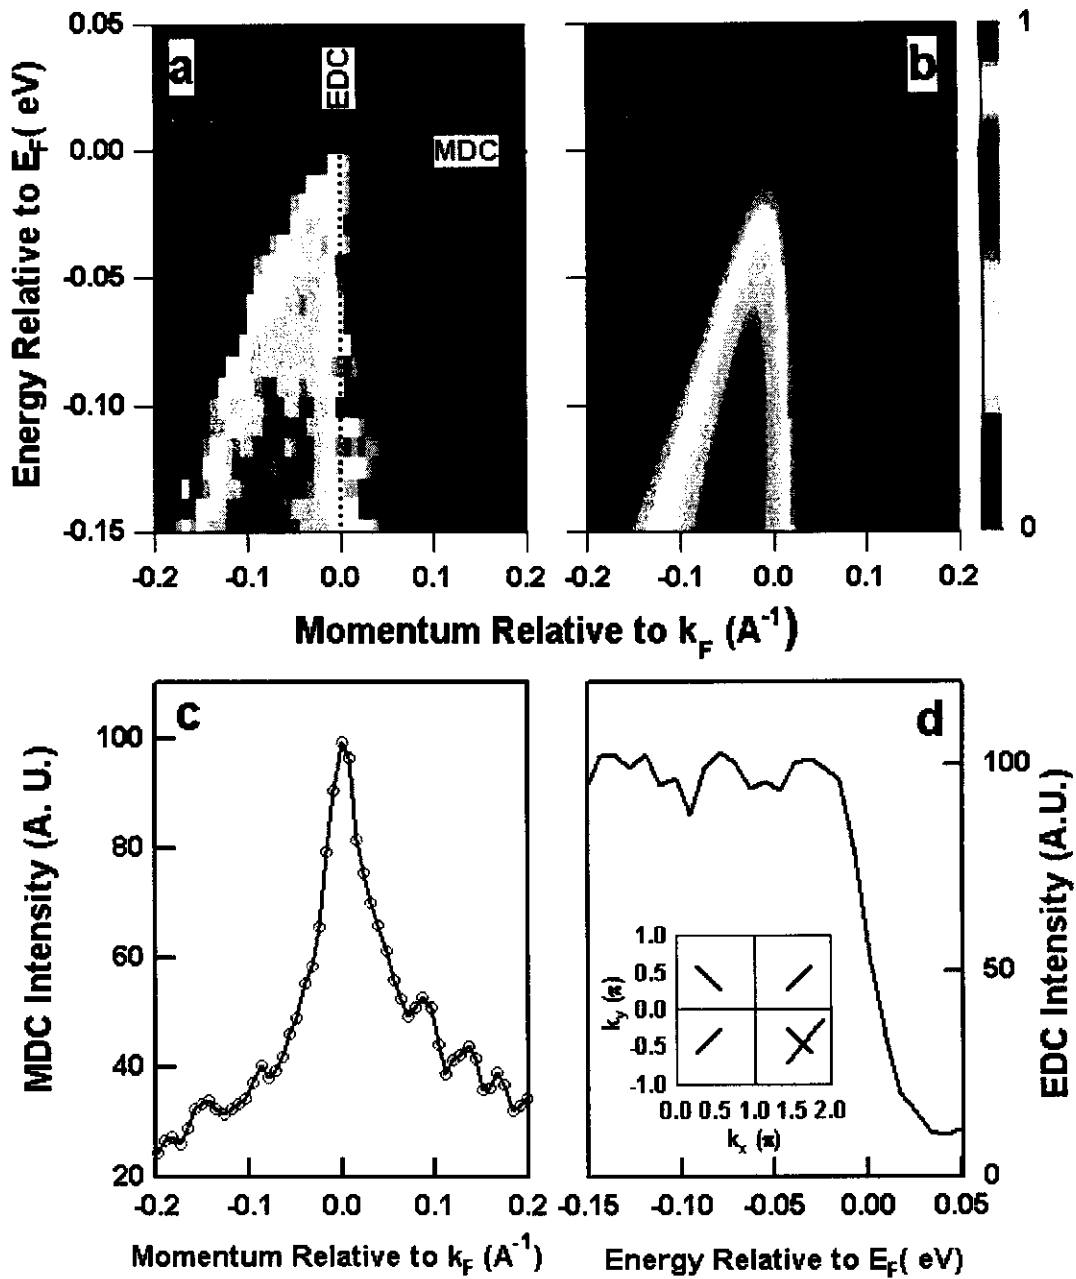 0.05
0.00
-0.05
-0.10
-0.15
Energy Relative to E_F( eV)
a
EDC
MDC
b
1
0
-0.2 -0.1 0.0 0.1 0.2
-0.2 -0.1 0.0 0.1 0.2
Momentum Relative to k_F (A^-1)
c
100
80
60
40
20
MDC Intensity (A. U.)
-0.2 -0.1 0.0 0.1 0.2
Momentum Relative to k_F (A^-1)
d
100
50
0
EDC Intensity (A.U.)
1.0
0.5
0.0
-0.5
-1.0
k_y (π)
0.0 0.5 1.0 1.5 2.0
k_x (π)
-0.15 -0.10 -0.05 0.00 0.05
Energy Relative to E_F( eV)